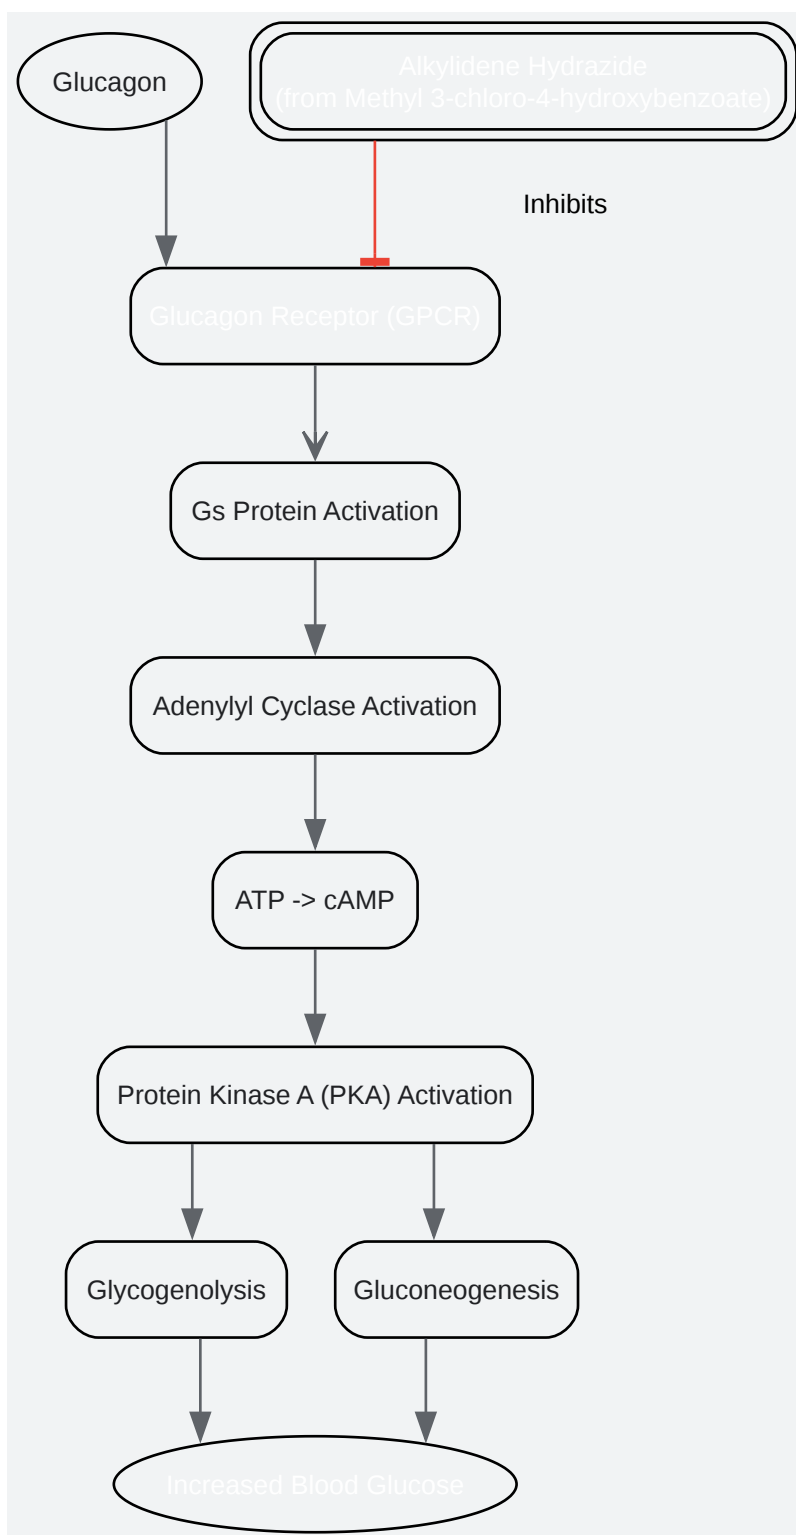 Glucagon
Alkylidene Hydrazide
(from Methyl 3-chloro-4-hydroxybenzoate)
Inhibits
Glucagon Receptor (GPCR)
Gs Protein Activation
Adenylyl Cyclase Activation
ATP -> cAMP
Protein Kinase A (PKA) Activation
Glycogenolysis
Gluconeogenesis
Increased Blood Glucose